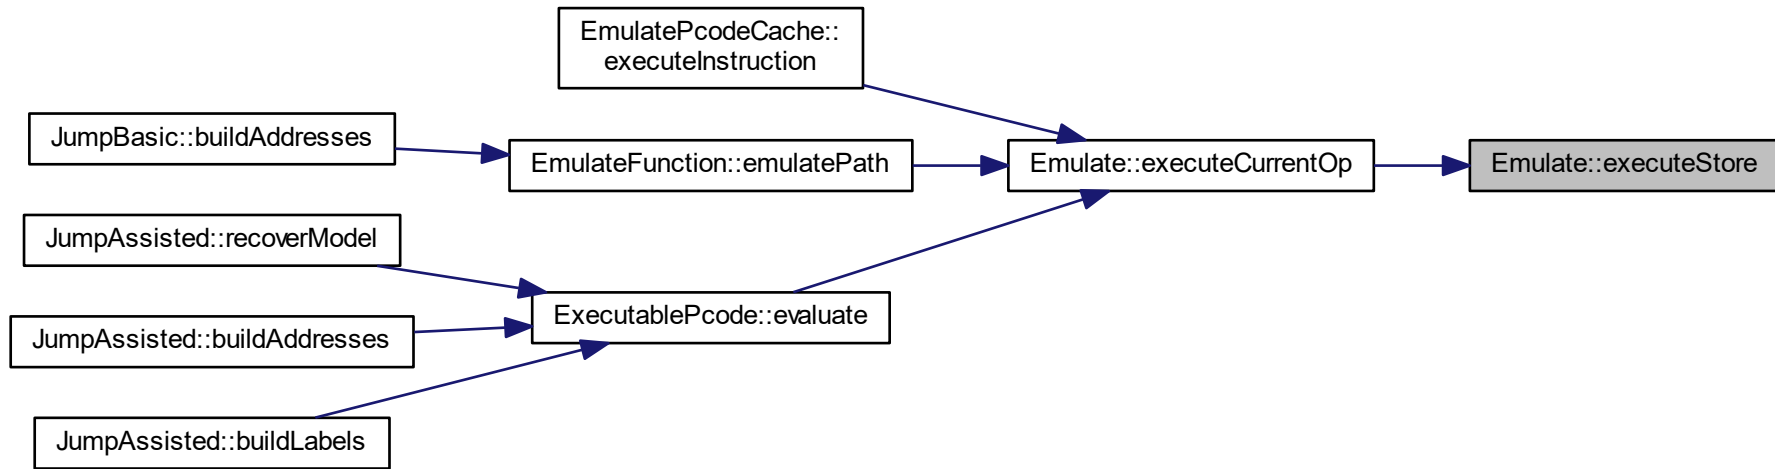 EmulatePcodeCache::
executeInstruction
JumpBasic::buildAddresses
EmulateFunction::emulatePath
Emulate::executeCurrentOp
Emulate::executeStore
JumpAssisted::recoverModel
ExecutablePcode::evaluate
JumpAssisted::buildAddresses
JumpAssisted::buildLabels